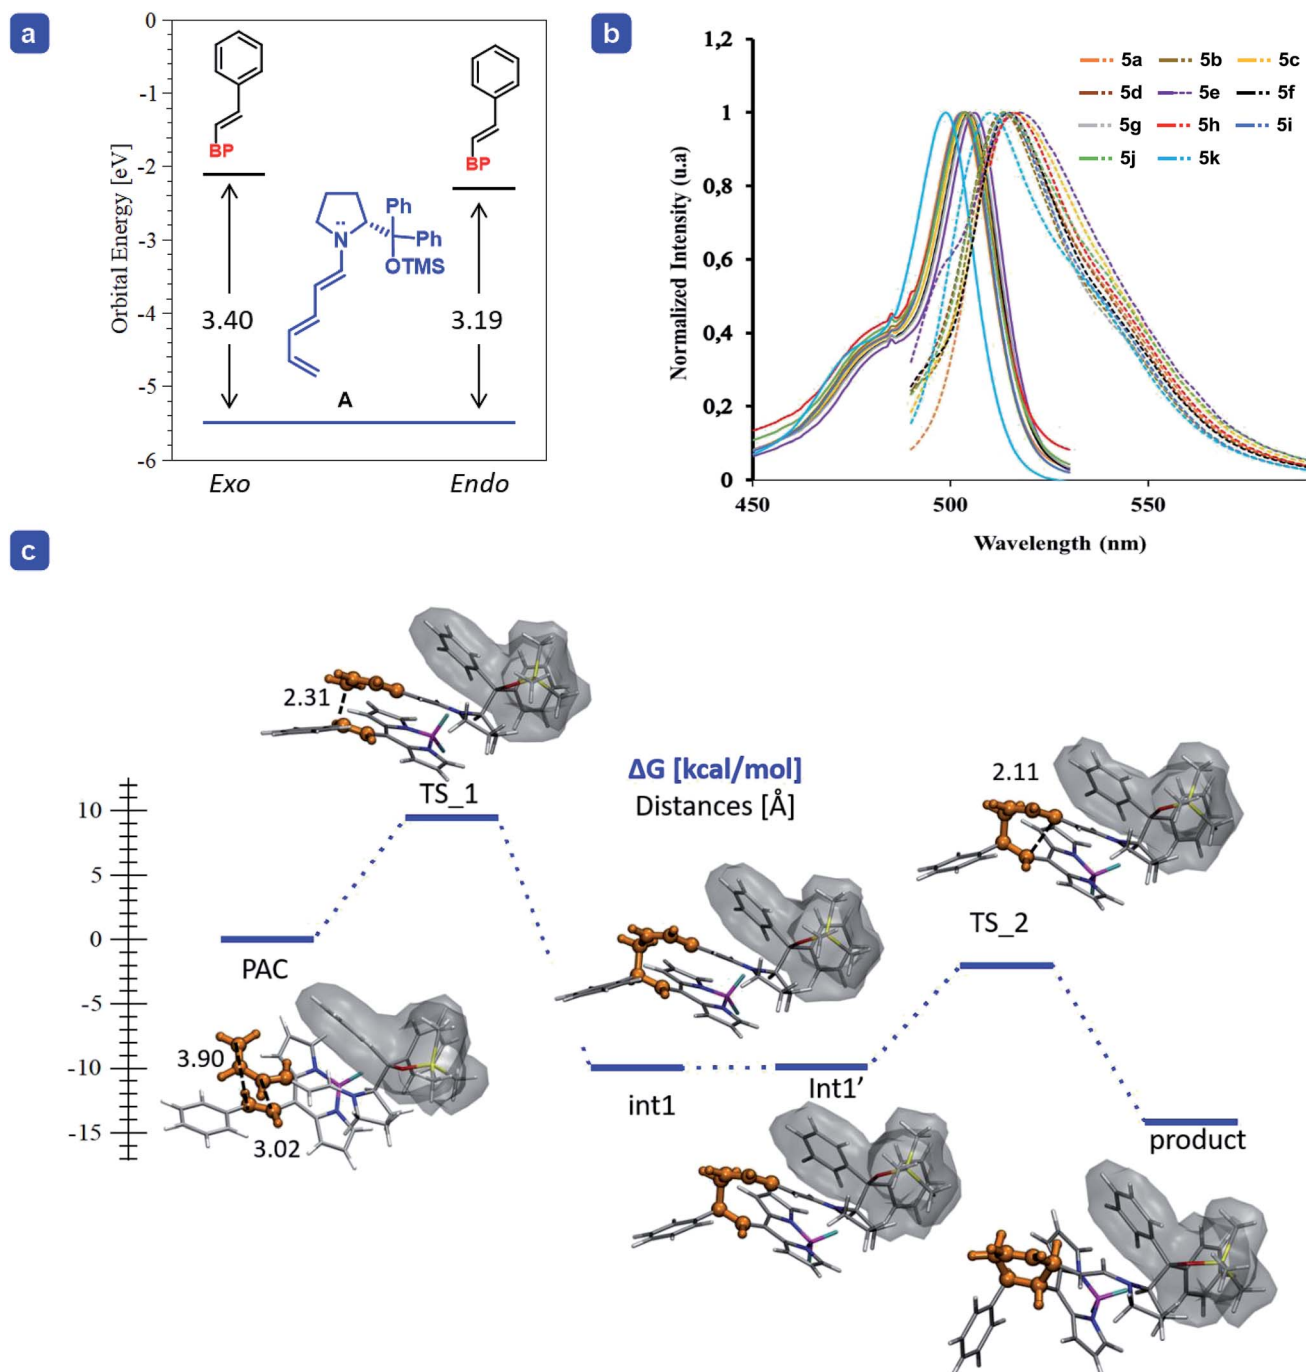 a
Orbital Energy [eV]
0
-1
-2
-3
-4
-5
-6
BP
BP
N
Ph
Ph
OTMS
3.40
3.19
A
Exo
Endo
b
Normalized Intensity (u.a)
1,2
1
0,8
0,6
0,4
0,2
0
450
500
550
Wavelength (nm)
5a 5b 5c
5d 5e 5f
5g 5h 5i
5j 5k
c
ΔG [kcal/mol]
Distances [Å]
10
5
0
-5
-10
-15
2.31
TS_1
2.11
TS_2
PAC
3.90
3.02
int1
Int1’
product